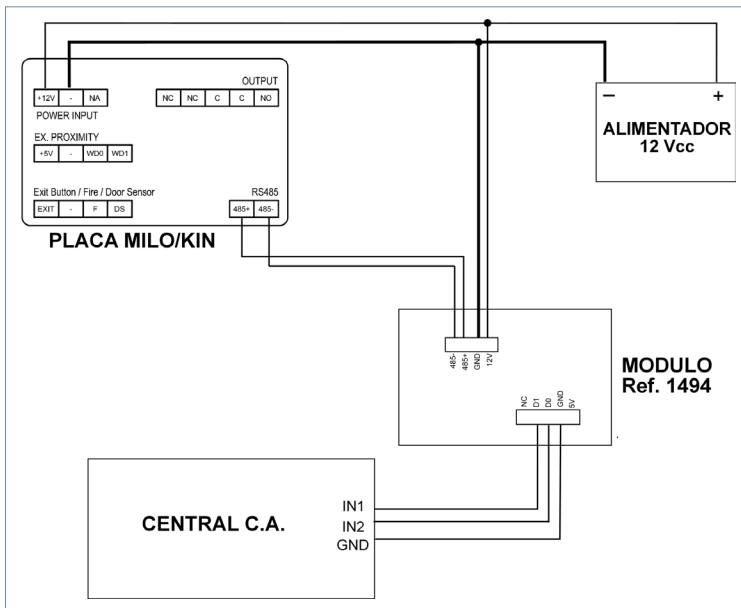 OUTPUT
+12V - NA NC NC C C NO
POWER INPUT
EX. PROXIMITY
+5V - WD0 WD1
Exit Button / Fire / Door Sensor RS485
EXIT - F DS 485+ 485-
PLACA MILO/KIN
− +
ALIMENTADOR
12 Vcc
485- 485+ GND 12V
MODULO
Ref. 1494
NC D1 D0 GND 5V
CENTRAL C.A.
IN1
IN2
GND